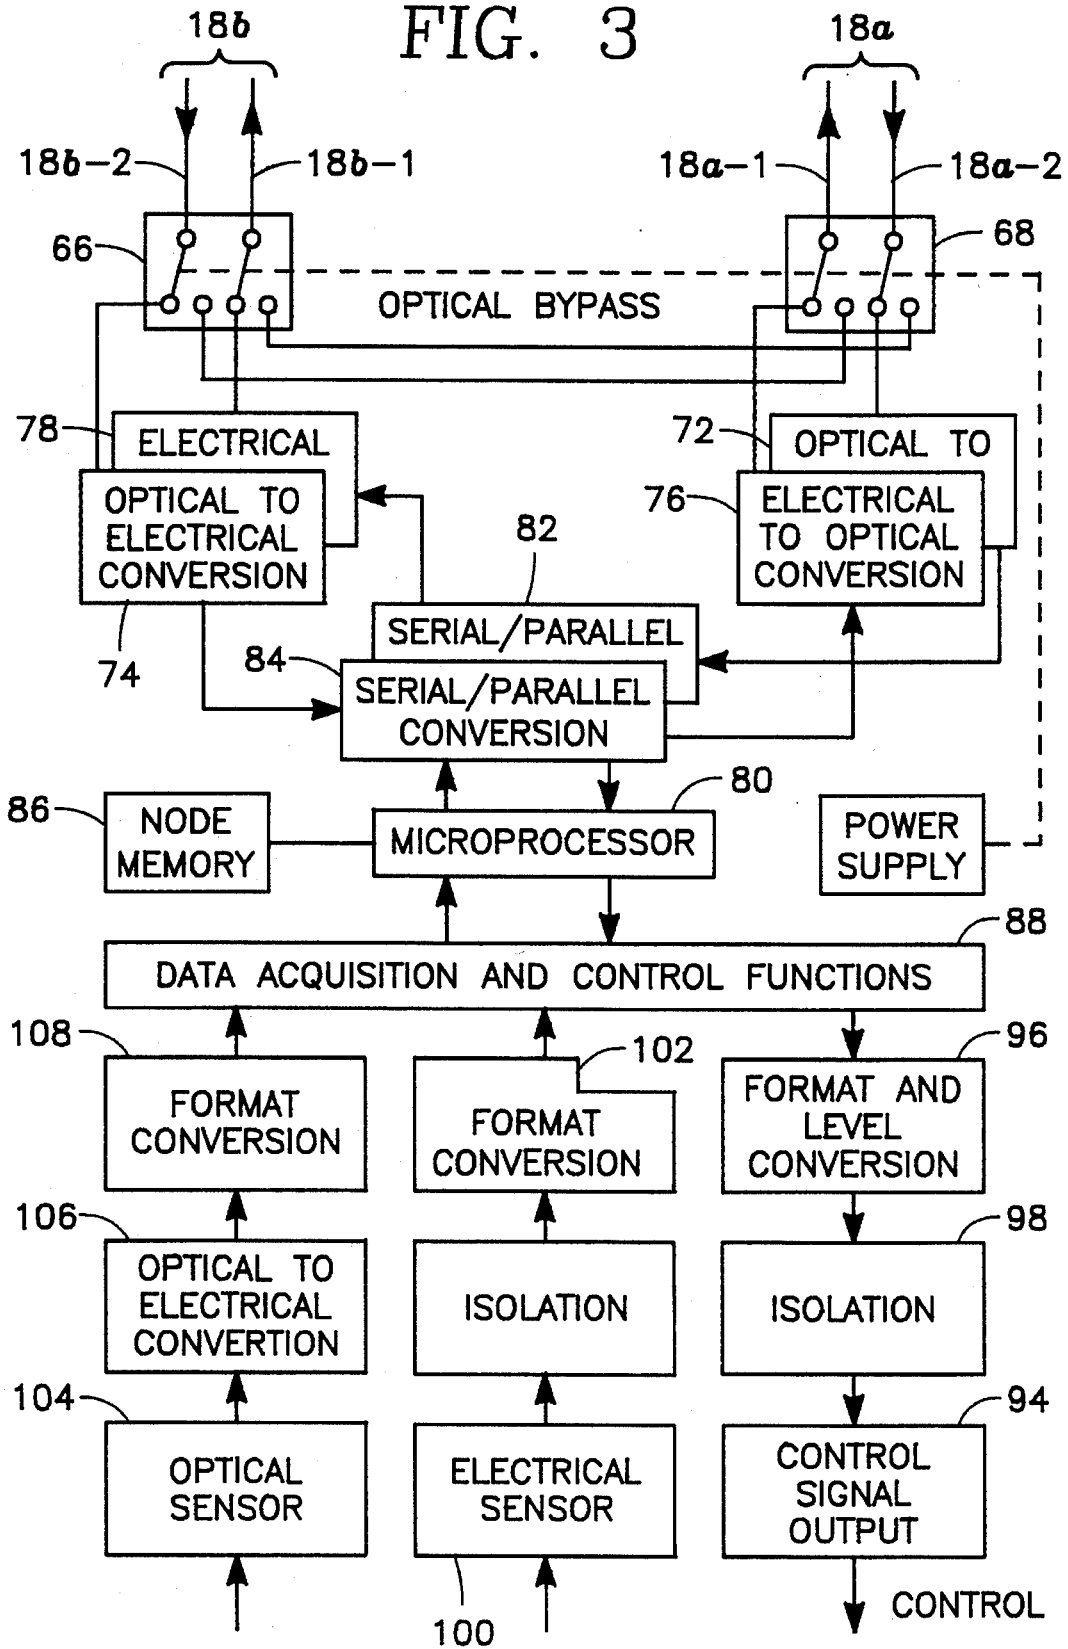 FIG. 3
18b
18a
18b-2
18b-1
18a-1
18a-2
66
68
OPTICAL BYPASS
78
ELECTRICAL
OPTICAL TO
ELECTRICAL
CONVERSION
74
72
OPTICAL TO
76
ELECTRICAL
TO OPTICAL
CONVERSION
82
SERIAL/PARALLEL
84
SERIAL/PARALLEL
CONVERSION
80
86
NODE
MEMORY
MICROPROCESSOR
POWER
SUPPLY
88
DATA ACQUISITION AND CONTROL FUNCTIONS
108
FORMAT
CONVERSION
102
FORMAT
CONVERSION
96
FORMAT AND
LEVEL
CONVERSION
106
OPTICAL TO
ELECTRICAL
CONVERTION
ISOLATION
98
ISOLATION
104
OPTICAL
SENSOR
ELECTRICAL
SENSOR
100
94
CONTROL
SIGNAL
OUTPUT
CONTROL